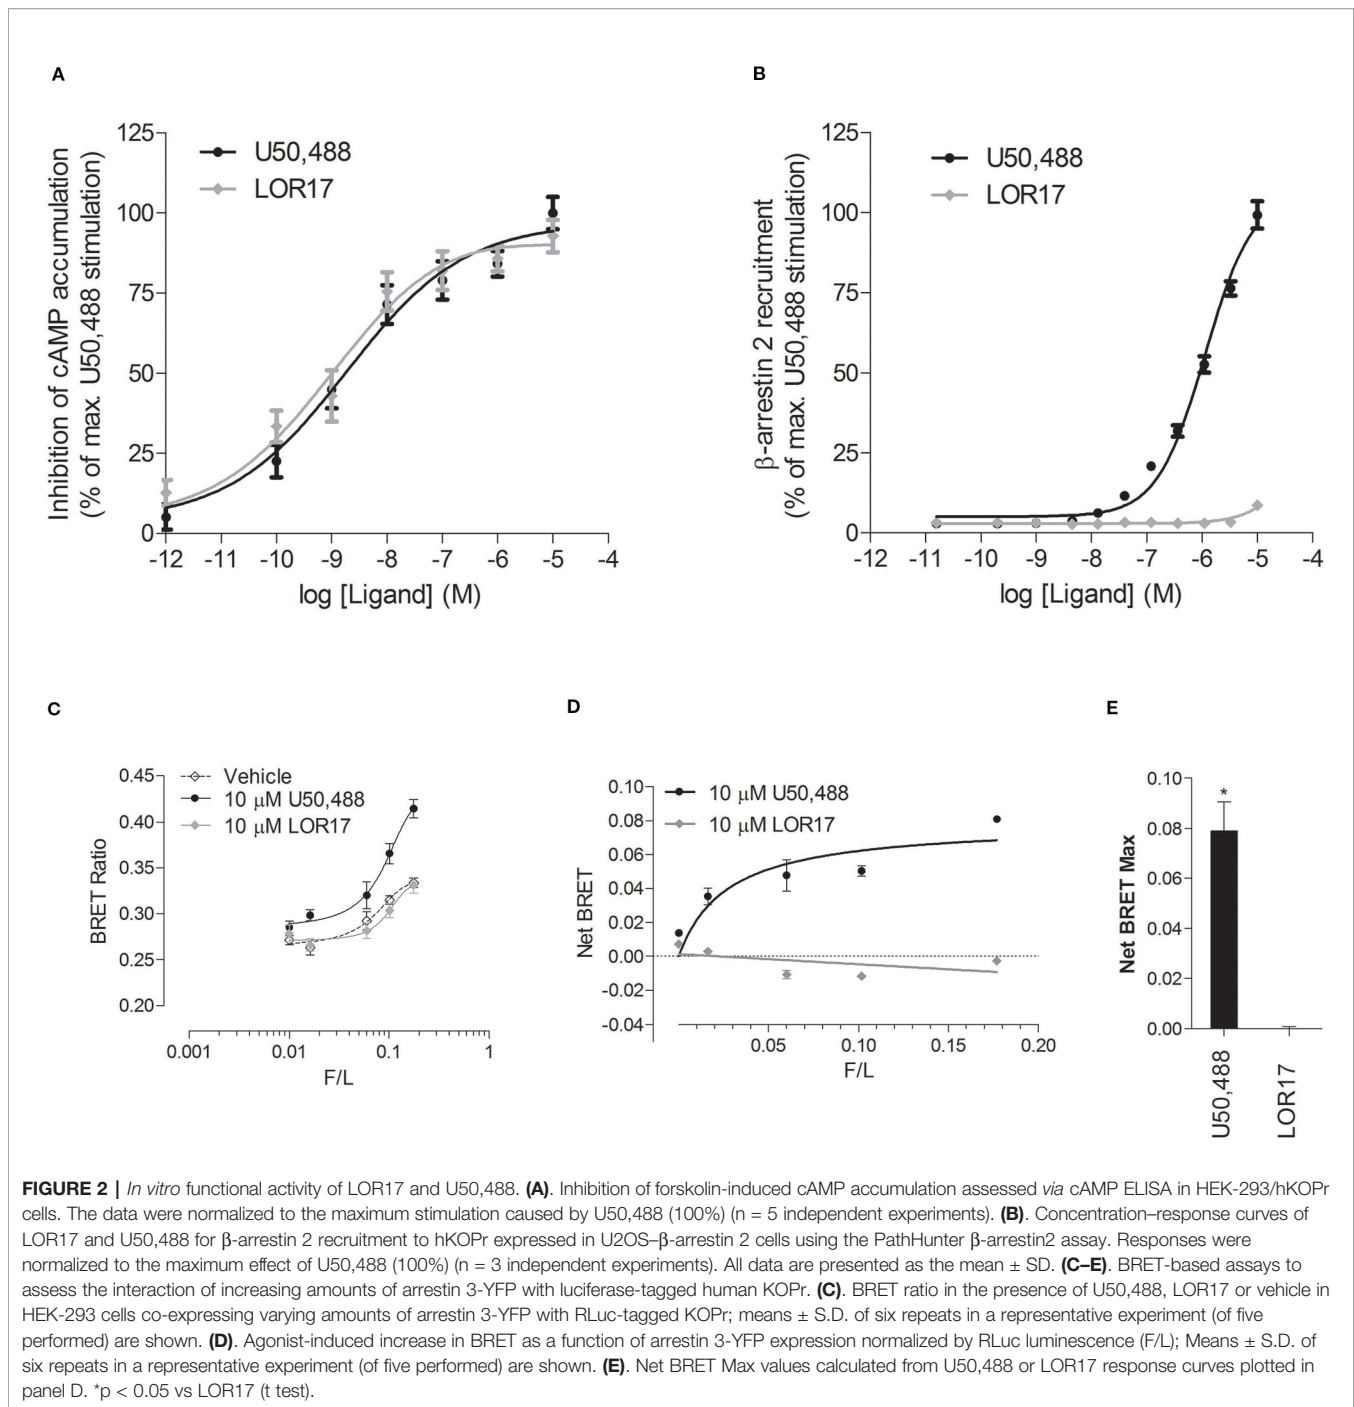 A
125
100
75
50
25
0
Inhibition of cAMP accumulation
(% of max. U50,488 stimulation)
U50,488
LOR17
-12 -11 -10 -9 -8 -7 -6 -5 -4
log [Ligand] (M)
B
125
100
75
50
25
0
β-arrestin 2 recruitment
(% of max. U50,488 stimulation)
U50,488
LOR17
-12 -11 -10 -9 -8 -7 -6 -5 -4
log [Ligand] (M)
C
0.45
0.40
0.35
0.30
0.25
0.20
BRET Ratio
Vehicle
10 μM U50,488
10 μM LOR17
0.001 0.01 0.1 1
F/L
D
0.10
0.08
0.06
0.04
0.02
0.00
-0.02
-0.04
Net BRET
10 μM U50,488
10 μM LOR17
0.05 0.10 0.15 0.20
F/L
E
0.10
0.08
0.06
0.04
0.02
0.00
Net BRET Max
*
U50,488
LOR17
FIGURE 2 | In vitro functional activity of LOR17 and U50,488. (A). Inhibition of forskolin-induced cAMP accumulation assessed via cAMP ELISA in HEK-293/hKOPr
cells. The data were normalized to the maximum stimulation caused by U50,488 (100%) (n = 5 independent experiments). (B). Concentration–response curves of
LOR17 and U50,488 for β-arrestin 2 recruitment to hKOPr expressed in U2OS–β-arrestin 2 cells using the PathHunter β-arrestin2 assay. Responses were
normalized to the maximum effect of U50,488 (100%) (n = 3 independent experiments). All data are presented as the mean ± SD. (C–E). BRET-based assays to
assess the interaction of increasing amounts of arrestin 3-YFP with luciferase-tagged human KOPr. (C). BRET ratio in the presence of U50,488, LOR17 or vehicle in
HEK-293 cells co-expressing varying amounts of arrestin 3-YFP with RLuc-tagged KOPr; means ± S.D. of six repeats in a representative experiment (of five
performed) are shown. (D). Agonist-induced increase in BRET as a function of arrestin 3-YFP expression normalized by RLuc luminescence (F/L); Means ± S.D. of
six repeats in a representative experiment (of five performed) are shown. (E). Net BRET Max values calculated from U50,488 or LOR17 response curves plotted in
panel D. *p < 0.05 vs LOR17 (t test).